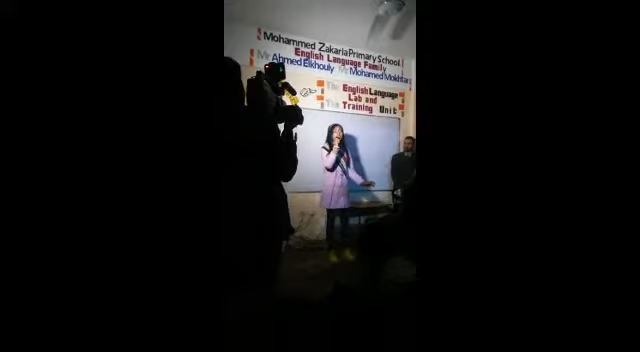 Mohammed Zakaria Primary School
English Language Family
Mr Ahmed Elkhouly Mr Mohamed Mokhtar
The English Language
Lab and
The Training Unit